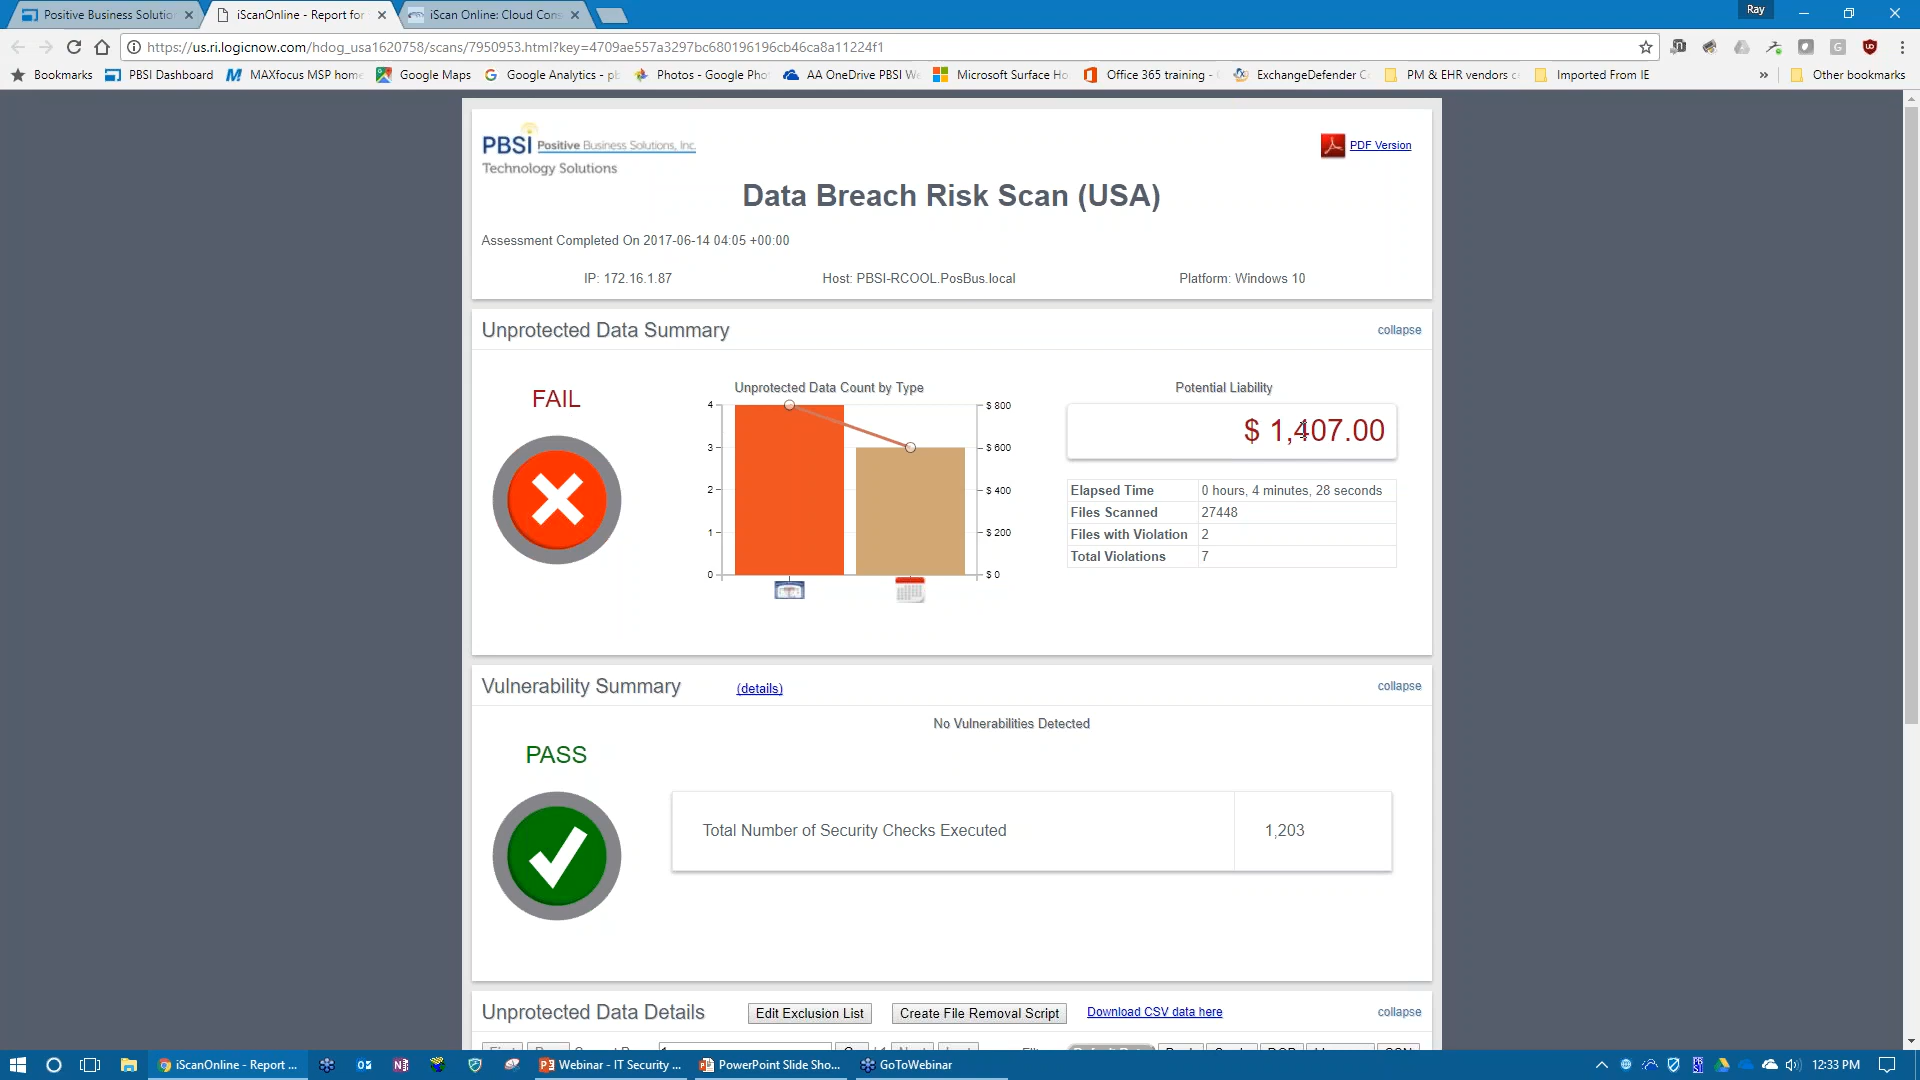 Positive Business Solutio
iScanOnline - Report for
iScan Online: Cloud Cons
Ray
https://us.ri.logicnow.com/hdog_usa1620758/scans/7950953.html?key=4709ae557a3297bc680196196cb46ca8a11224f1
Bookmarks
PBSI Dashboard
MAXfocus MSP home
Google Maps
Google Analytics - pb
Photos - Google Phot
AA OneDrive PBSI We
Microsoft Surface Ho
Office 365 training -
ExchangeDefender C
PM & EHR vendors c
Imported From IE
»
Other bookmarks
PBSI Positive Business Solutions, Inc.
Technology Solutions
PDF Version
Data Breach Risk Scan (USA)
Assessment Completed On 2017-06-14 04:05 +00:00
IP: 172.16.1.87
Host: PBSI-RCOOL.PosBus.local
Platform: Windows 10
Unprotected Data Summary
collapse
FAIL
Unprotected Data Count by Type
4
3
2
1
0
$ 800
$ 600
$ 400
$ 200
$ 0
Potential Liability
$ 1,407.00
Elapsed Time 0 hours, 4 minutes, 28 seconds
Files Scanned 27448
Files with Violation 2
Total Violations 7
Vulnerability Summary
(details)
collapse
No Vulnerabilities Detected
PASS
Total Number of Security Checks Executed 1,203
Unprotected Data Details
Edit Exclusion List
Create File Removal Script
Download CSV data here
collapse
iScanOnline - Report ...
Webinar - IT Security ...
PowerPoint Slide Sho...
GoToWebinar
12:33 PM